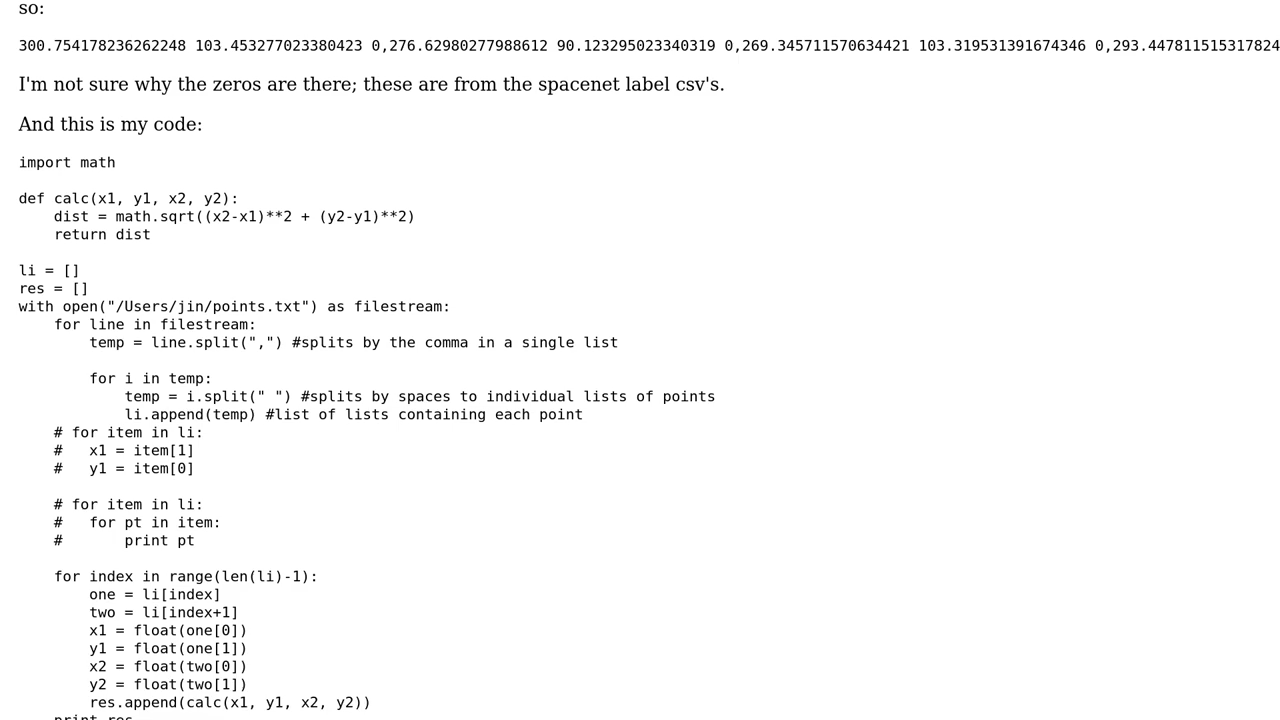 so:
300.754178236262248 103.453277023380423 0,276.62980277988612 90.123295023340319 0,269.345711570634421 103.319531391674346 0,293.447811515317824
I'm not sure why the zeros are there; these are from the spacenet label csv's.
And this is my code:
import math
def calc(x1, y1, x2, y2):
    dist = math.sqrt((x2-x1)**2 + (y2-y1)**2)
    return dist
li = []
res = []
with open("/Users/jin/points.txt") as filestream:
    for line in filestream:
        temp = line.split(",") #splits by the comma in a single list
        for i in temp:
            temp = i.split(" ") #splits by spaces to individual lists of points
            li.append(temp) #list of lists containing each point
    # for item in li:
    #   x1 = item[1]
    #   y1 = item[0]
    # for item in li:
    #   for pt in item:
    #       print pt
    for index in range(len(li)-1):
        one = li[index]
        two = li[index+1]
        x1 = float(one[0])
        y1 = float(one[1])
        x2 = float(two[0])
        y2 = float(two[1])
        res.append(calc(x1, y1, x2, y2))
    print res